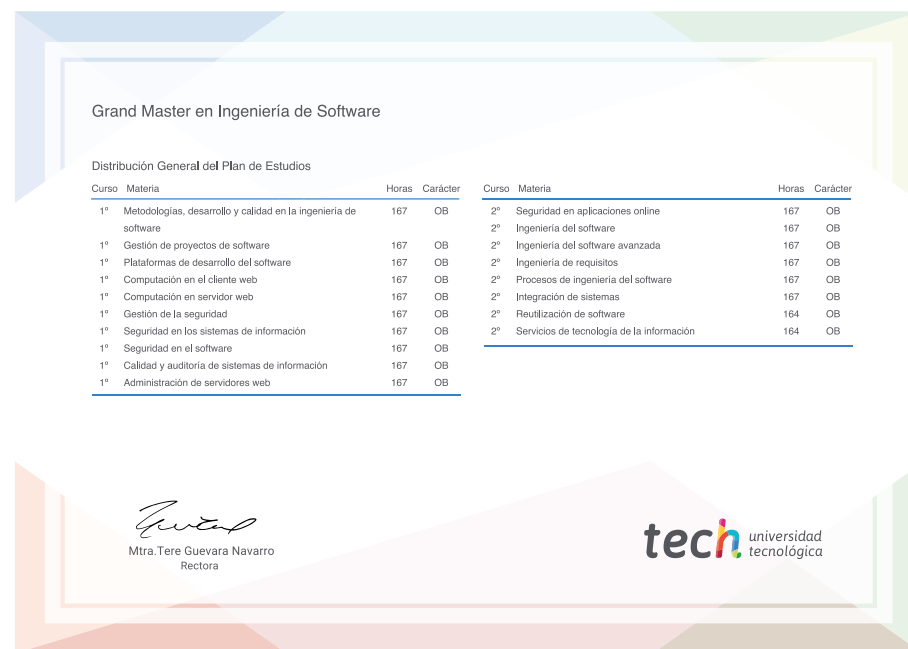 Grand Master en Ingeniería de Software
Distribución General del Plan de Estudios
Curso Materia Horas Carácter
1º Metodologías, desarrollo y calidad en la ingeniería de 167 OB
software
1º Gestión de proyectos de software 167 OB
1º Plataformas de desarrollo del software 167 OB
1º Computación en el cliente web 167 OB
1º Computación en servidor web 167 OB
1º Gestión de la seguridad 167 OB
1º Seguridad en los sistemas de información 167 OB
1º Seguridad en el software 167 OB
1º Calidad y auditoría de sistemas de información 167 OB
1º Administración de servidores web 167 OB
Curso Materia Horas Carácter
2º Seguridad en aplicaciones online 167 OB
2º Ingeniería del software 167 OB
2º Ingeniería del software avanzada 167 OB
2º Ingeniería de requisitos 167 OB
2º Procesos de ingeniería del software 167 OB
2º Integración de sistemas 167 OB
2º Reutilización de software 164 OB
2º Servicios de tecnología de la información 164 OB
Mtra.Tere Guevara Navarro
Rectora
tech universidad
tecnológica